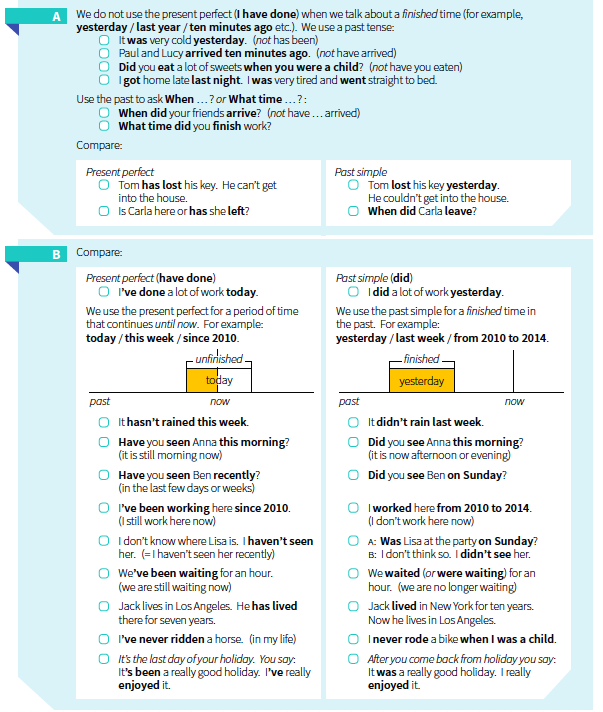 A
We do not use the present perfect (I have done) when we talk about a finished time (for example,
yesterday / last year / ten minutes ago etc.). We use a past tense:
It was very cold yesterday. (not has been)
Paul and Lucy arrived ten minutes ago. (not have arrived)
Did you eat a lot of sweets when you were a child? (not have you eaten)
I got home late last night. I was very tired and went straight to bed.
Use the past to ask When … ? or What time … ? :
When did your friends arrive? (not have … arrived)
What time did you finish work?
Compare:
Present perfect
Tom has lost his key. He can't get
into the house.
Is Carla here or has she left?
Past simple
Tom lost his key yesterday.
He couldn't get into the house.
When did Carla leave?
B
Compare:
Present perfect (have done)
I've done a lot of work today.
We use the present perfect for a period of time
that continues until now. For example:
today / this week / since 2010.
unfinished
today
past
now
It hasn't rained this week.
Have you seen Anna this morning?
(it is still morning now)
Have you seen Ben recently?
(in the last few days or weeks)
I've been working here since 2010.
(I still work here now)
I don't know where Lisa is. I haven't seen
her. (= I haven't seen her recently)
We've been waiting for an hour.
(we are still waiting now)
Jack lives in Los Angeles. He has lived
there for seven years.
I've never ridden a horse. (in my life)
It's the last day of your holiday. You say:
It's been a really good holiday. I've really
enjoyed it.
Past simple (did)
I did a lot of work yesterday.
We use the past simple for a finished time in
the past. For example:
yesterday / last week / from 2010 to 2014.
finished
yesterday
past
now
It didn't rain last week.
Did you see Anna this morning?
(it is now afternoon or evening)
Did you see Ben on Sunday?
I worked here from 2010 to 2014.
(I don't work here now)
A: Was Lisa at the party on Sunday?
B: I don't think so. I didn't see her.
We waited (or were waiting) for an
hour. (we are no longer waiting)
Jack lived in New York for ten years.
Now he lives in Los Angeles.
I never rode a bike when I was a child.
After you come back from holiday you say:
It was a really good holiday. I really
enjoyed it.